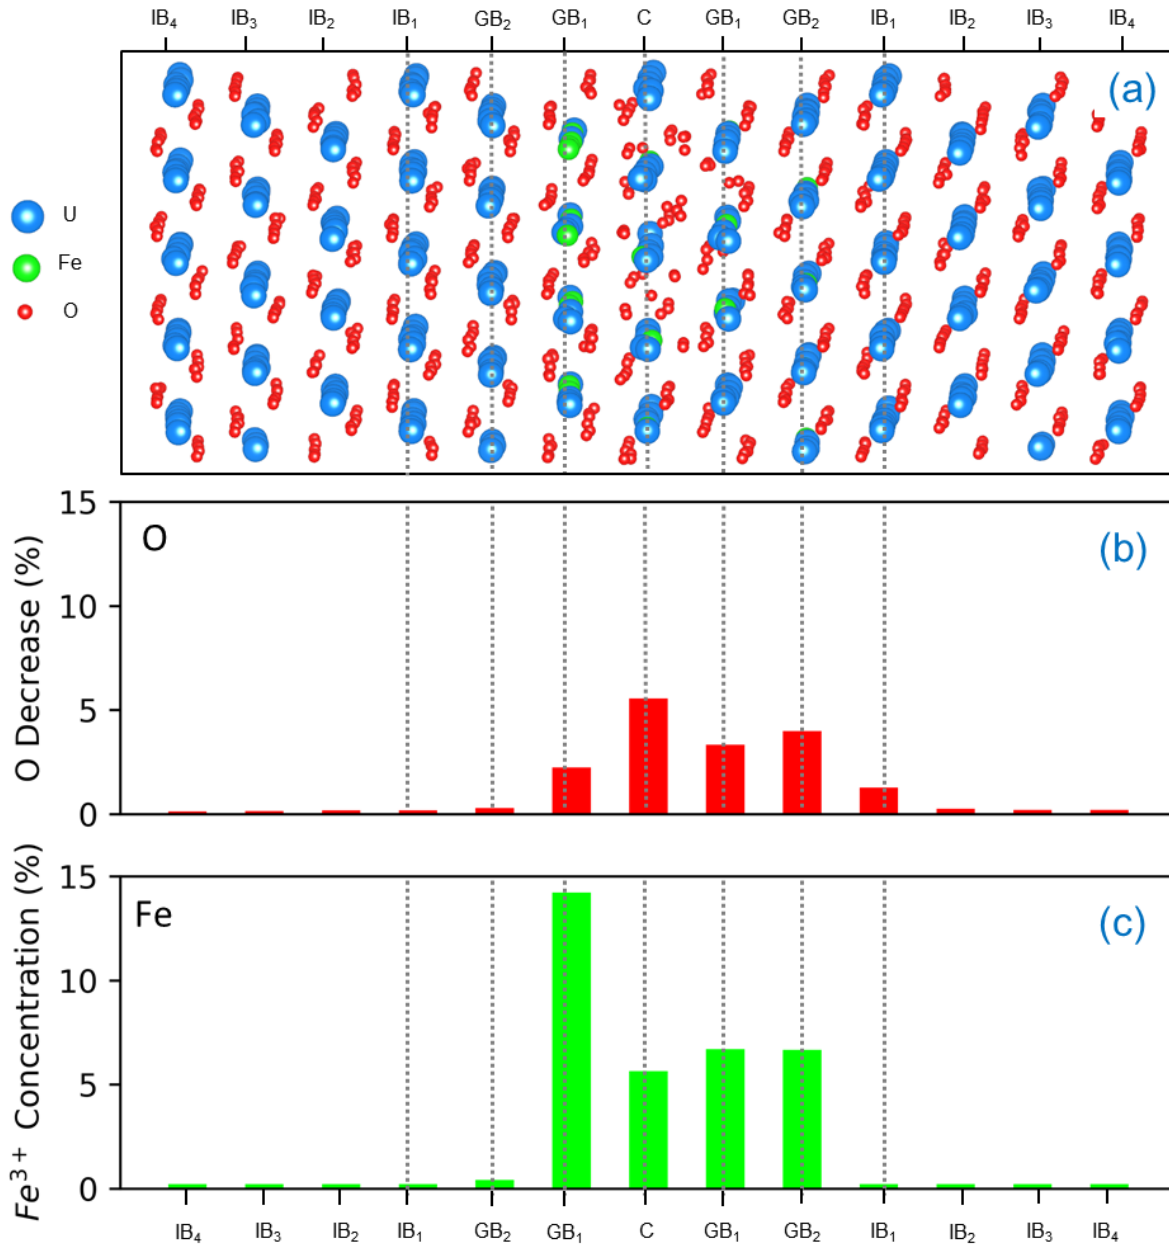 IB₄ IB₃ IB₂ IB₁ GB₂ GB₁ C GB₁ GB₂ IB₁ IB₂ IB₃ IB₄
(a)
U
Fe
O
15
O
(b)
10
5
0
O Decrease (%)
15
Fe
(c)
10
5
0
Fe³⁺ Concentration (%)
IB₄ IB₃ IB₂ IB₁ GB₂ GB₁ C GB₁ GB₂ IB₁ IB₂ IB₃ IB₄